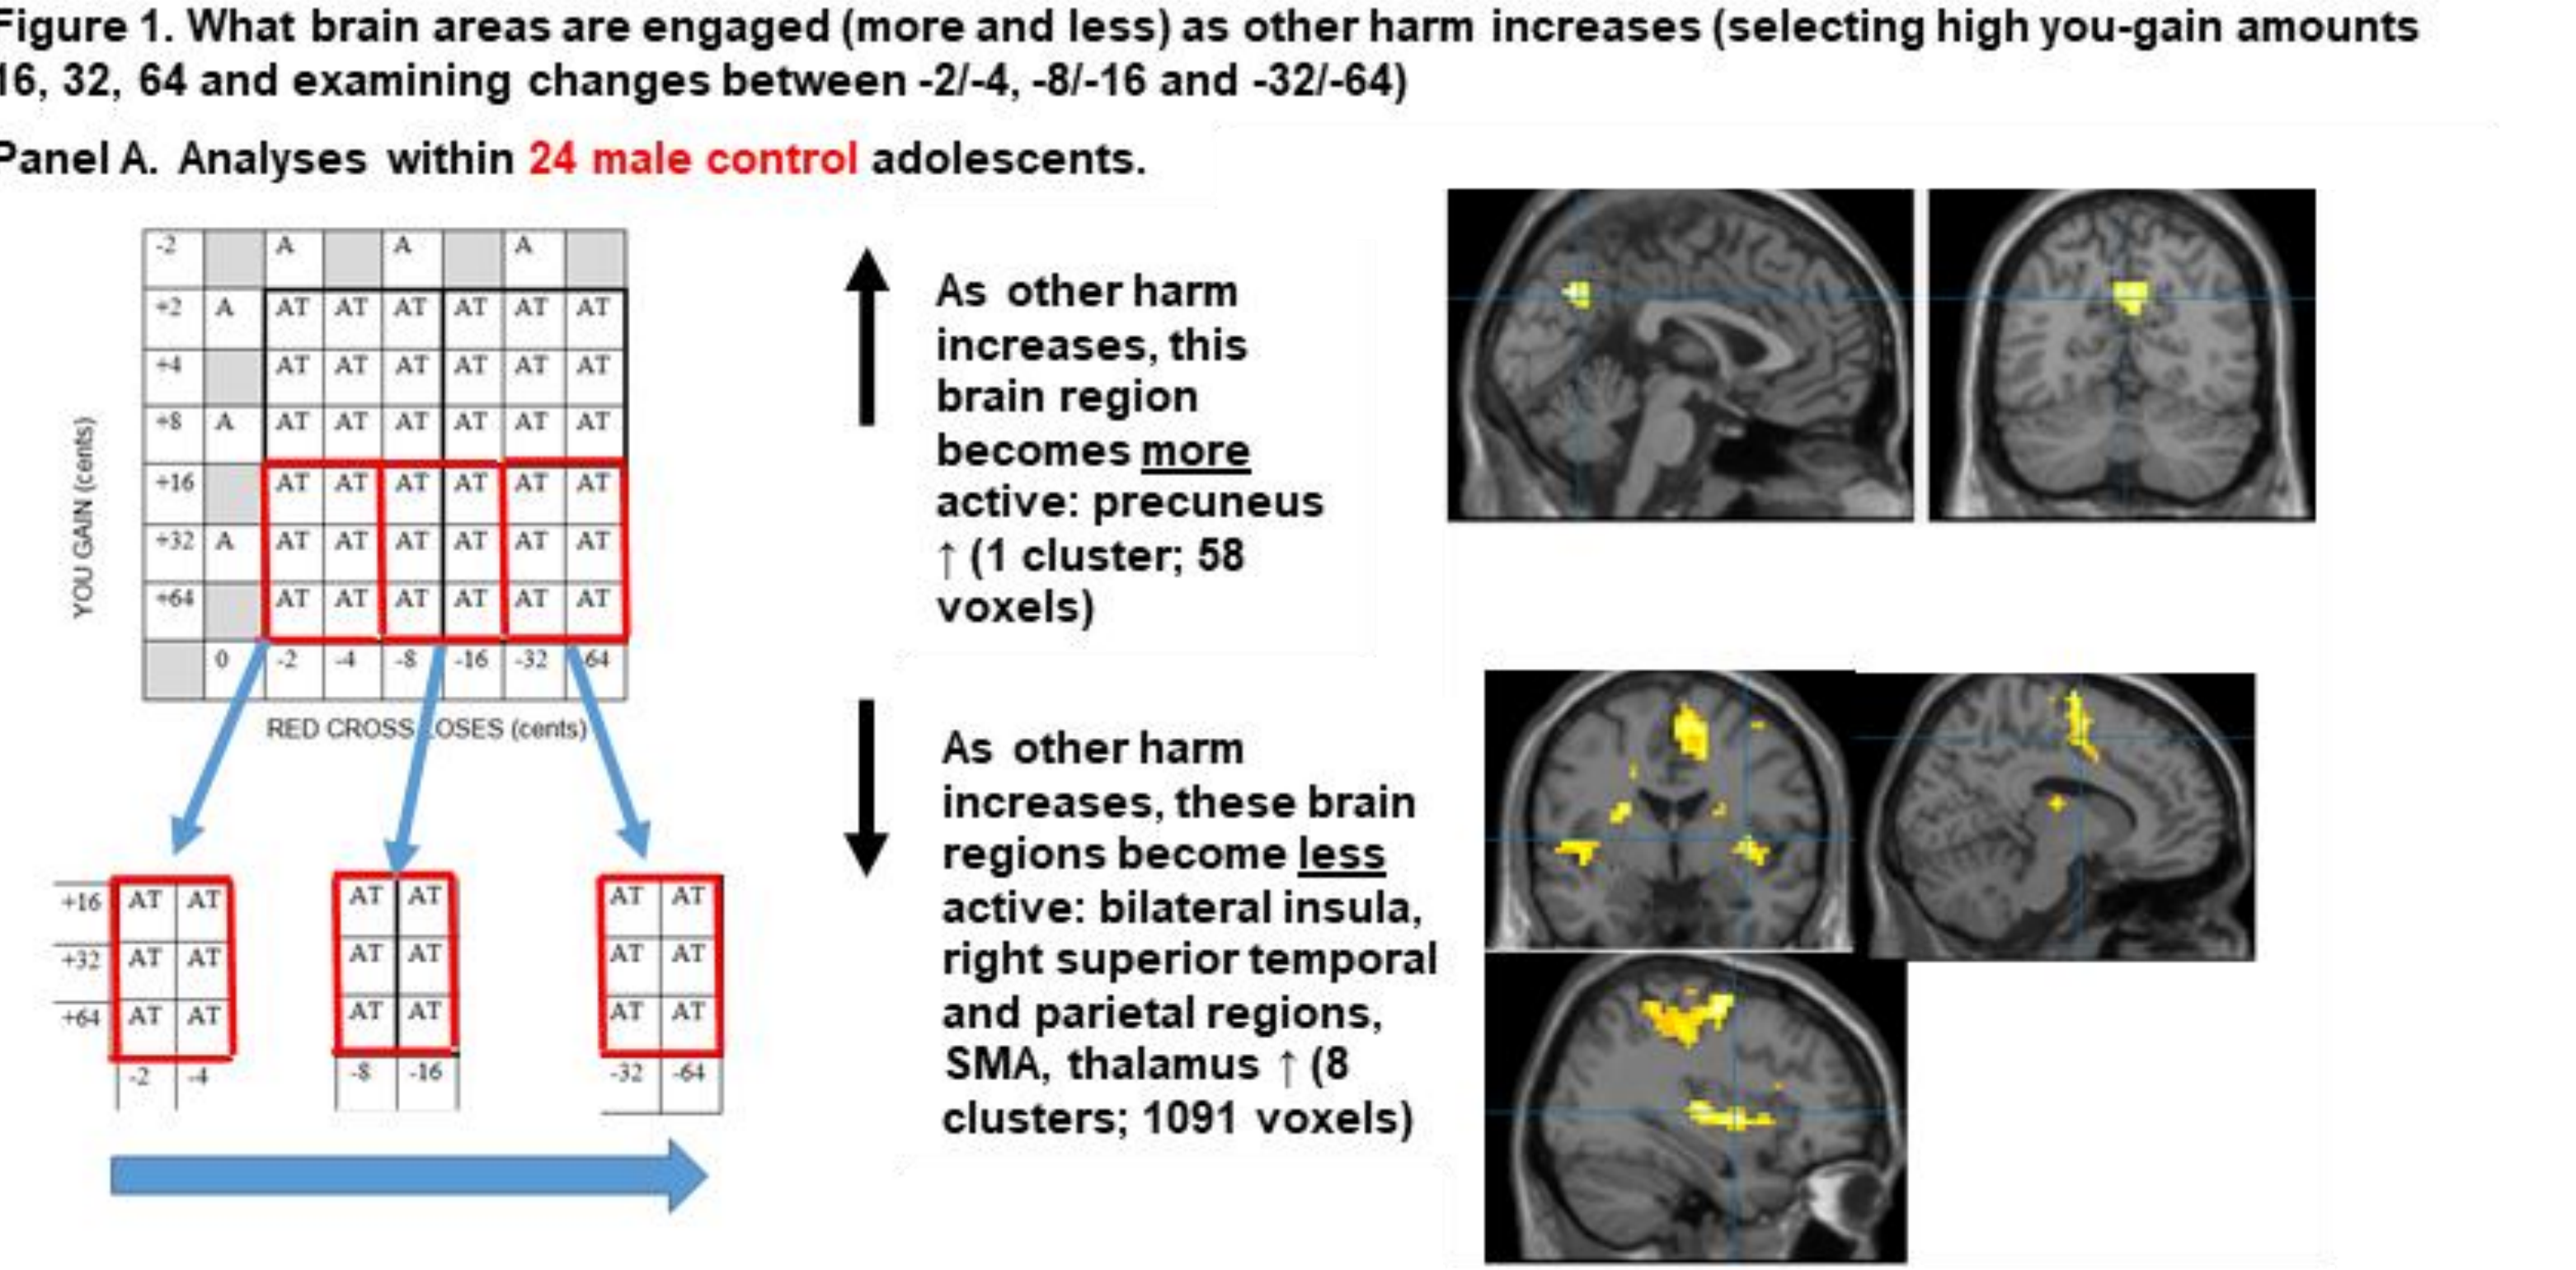 Figure 1. What brain areas are engaged (more and less) as other harm increases (selecting high you-gain amounts
16, 32, 64 and examining changes between -2/-4, -8/-16 and -32/-64)
Panel A. Analyses within 24 male control adolescents.
-2 A A A
+2 A AT AT AT AT AT AT
+4 AT AT AT AT AT AT
+8 A AT AT AT AT AT AT
+16 AT AT AT AT AT AT
+32 A AT AT AT AT AT AT
+64 AT AT AT AT AT AT
0 -2 -4 -8 -16 -32 64
YOU GAIN (cents)
RED CROSS LOSES (cents)
+16 AT AT
+32 AT AT
+64 AT AT
-2 -4
AT AT
AT AT
AT AT
-8 -16
AT AT
AT AT
AT AT
-32 -64
As other harm
increases, this
brain region
becomes more
active: precuneus
↑ (1 cluster; 58
voxels)
As other harm
increases, these brain
regions become less
active: bilateral insula,
right superior temporal
and parietal regions,
SMA, thalamus ↑ (8
clusters; 1091 voxels)